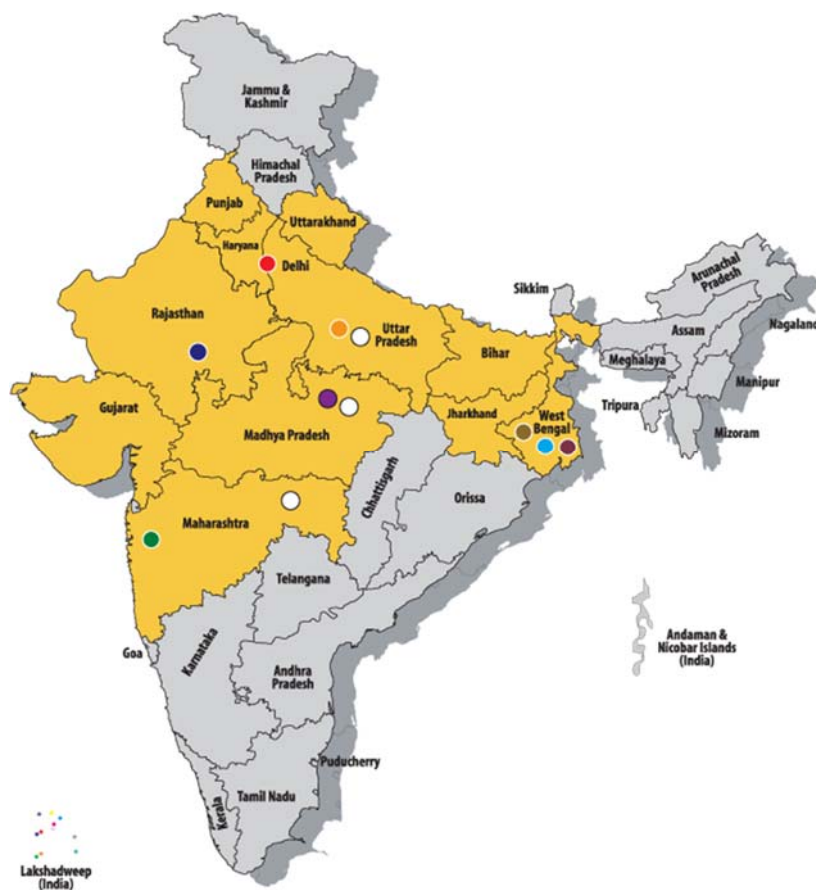 Jammu &
Kashmir
Himachal
Pradesh
Punjab
Uttarakhand
Haryana
Delhi
Rajasthan
Uttar
Pradesh
Bihar
Sikkim
Arunachal
Pradesh
Assam
Nagaland
Meghalaya
Manipur
Tripura
Mizoram
Gujarat
Madhya Pradesh
Jharkhand
West
Bengal
Chhattisgarh
Orissa
Maharashtra
Telangana
Goa
Karnataka
Andhra
Pradesh
Andaman &
Nicobar Islands
(India)
Puducherry
Kerala
Tamil Nadu
Lakshadweep
(India)